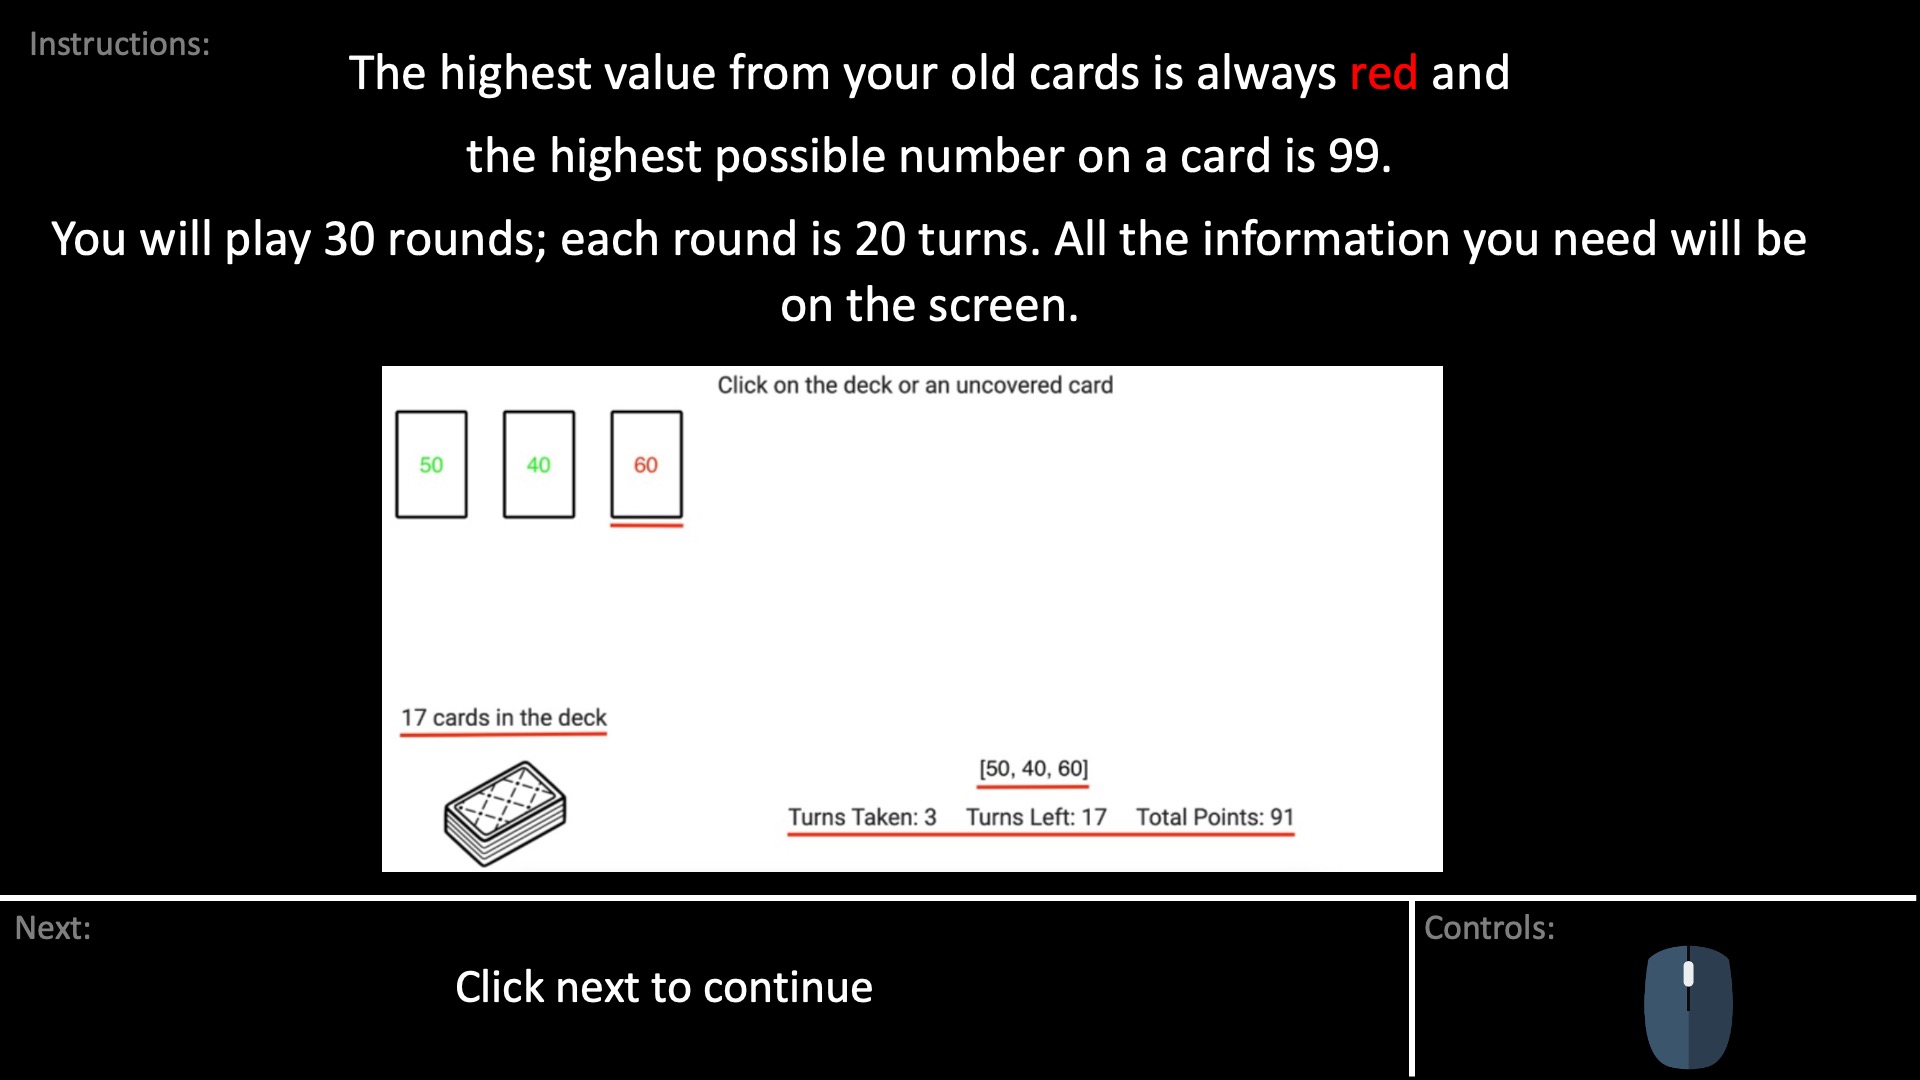 Instructions:
The highest value from your old cards is always red and
the highest possible number on a card is 99.
You will play 30 rounds; each round is 20 turns. All the information you need will be
on the screen.
Click on the deck or an uncovered card
50 40 60
17 cards in the deck
[50, 40, 60]
Turns Taken: 3 Turns Left: 17 Total Points: 91
Next:
Click next to continue
Controls: